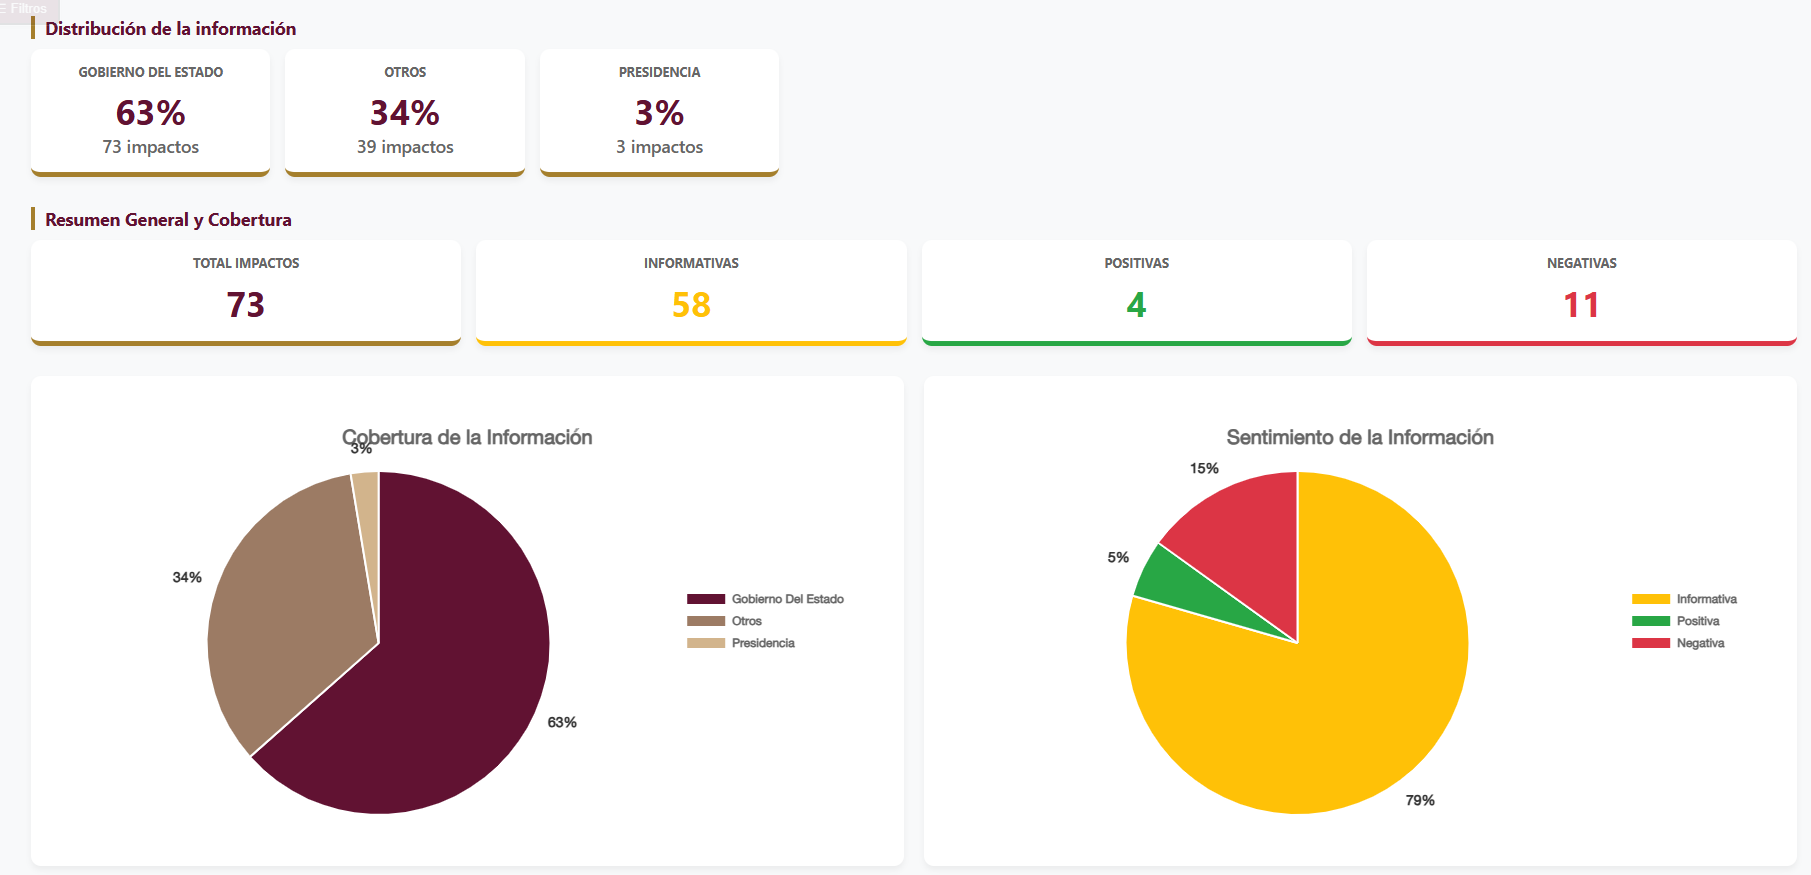 ☰ Filtros
Distribución de la información
GOBIERNO DEL ESTADO
63%
73 impactos
OTROS
34%
39 impactos
PRESIDENCIA
3%
3 impactos
Resumen General y Cobertura
TOTAL IMPACTOS
73
INFORMATIVAS
58
POSITIVAS
4
NEGATIVAS
11
Cobertura de la Información
3%
34%
63%
Gobierno Del Estado
Otros
Presidencia
Sentimiento de la Información
15%
5%
79%
Informativa
Positiva
Negativa